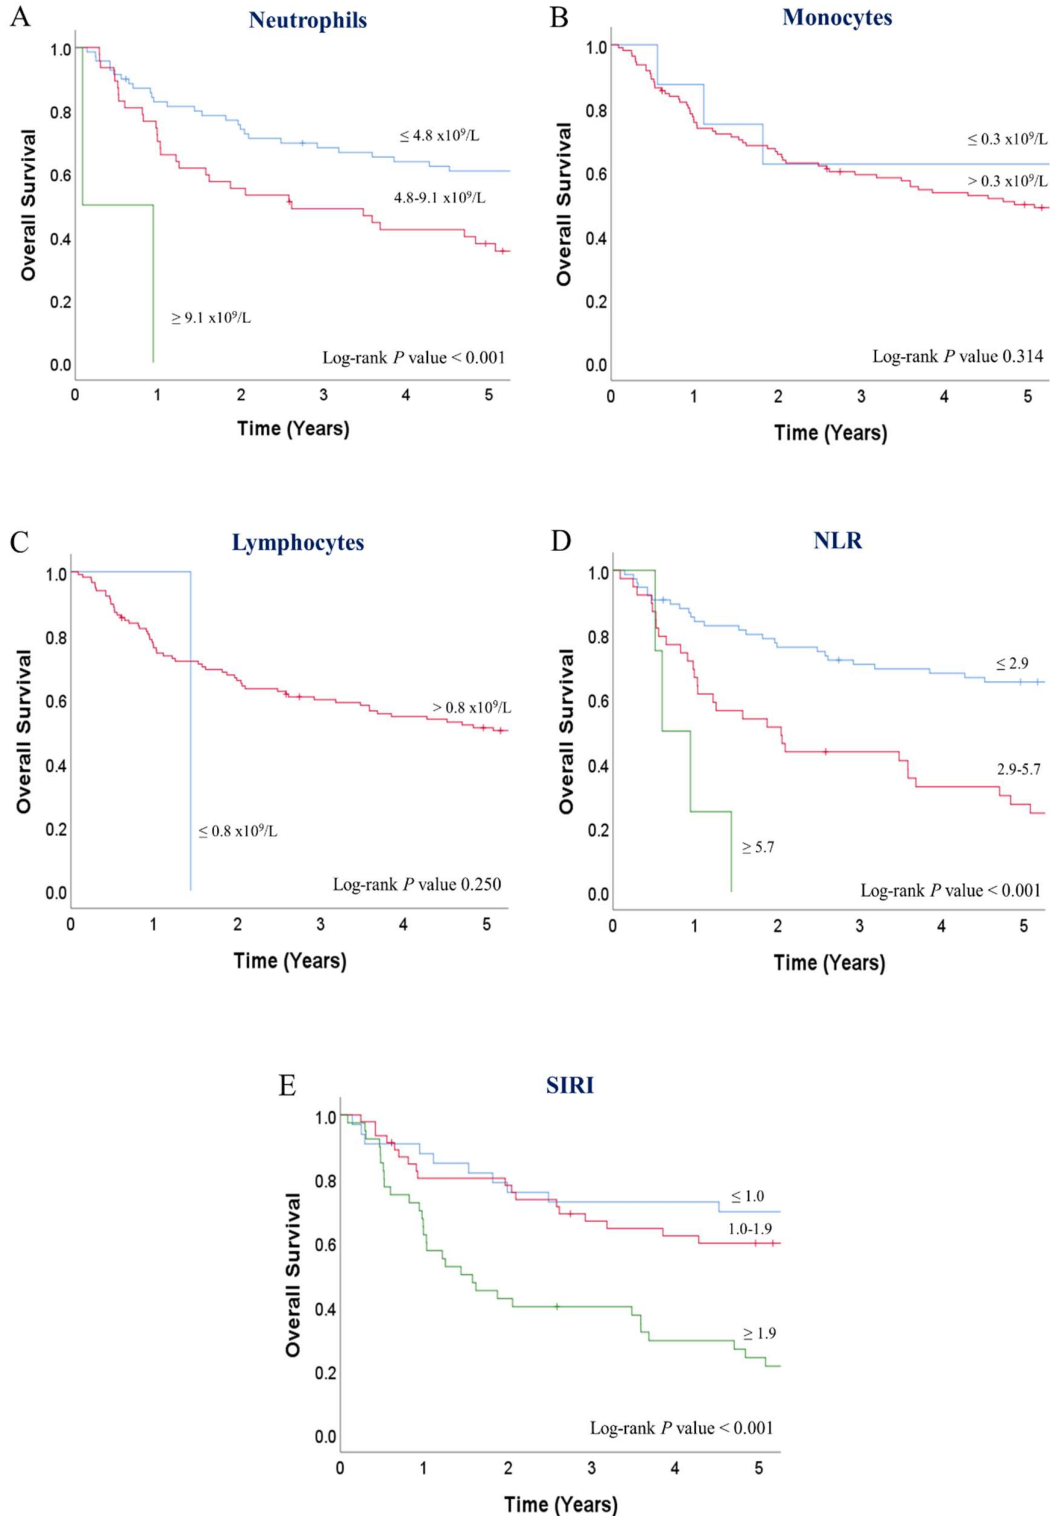 A
Neutrophils
Overall Survival
1.0
0.8
0.6
0.4
0.2
0.0
≤ 4.8 x10⁹/L
4.8-9.1 x10⁹/L
≥ 9.1 x10⁹/L
Log-rank P value < 0.001
0 1 2 3 4 5
Time (Years)
B
Monocytes
Overall Survival
1.0
0.8
0.6
0.4
0.2
0.0
≤ 0.3 x10⁹/L
> 0.3 x10⁹/L
Log-rank P value 0.314
0 1 2 3 4 5
Time (Years)
C
Lymphocytes
Overall Survival
1.0
0.8
0.6
0.4
0.2
0.0
> 0.8 x10⁹/L
≤ 0.8 x10⁹/L
Log-rank P value 0.250
0 1 2 3 4 5
Time (Years)
D
NLR
Overall Survival
1.0
0.8
0.6
0.4
0.2
0.0
≤ 2.9
2.9-5.7
≥ 5.7
Log-rank P value < 0.001
0 1 2 3 4 5
Time (Years)
E
SIRI
Overall Survival
1.0
0.8
0.6
0.4
0.2
0.0
≤ 1.0
1.0-1.9
≥ 1.9
Log-rank P value < 0.001
0 1 2 3 4 5
Time (Years)